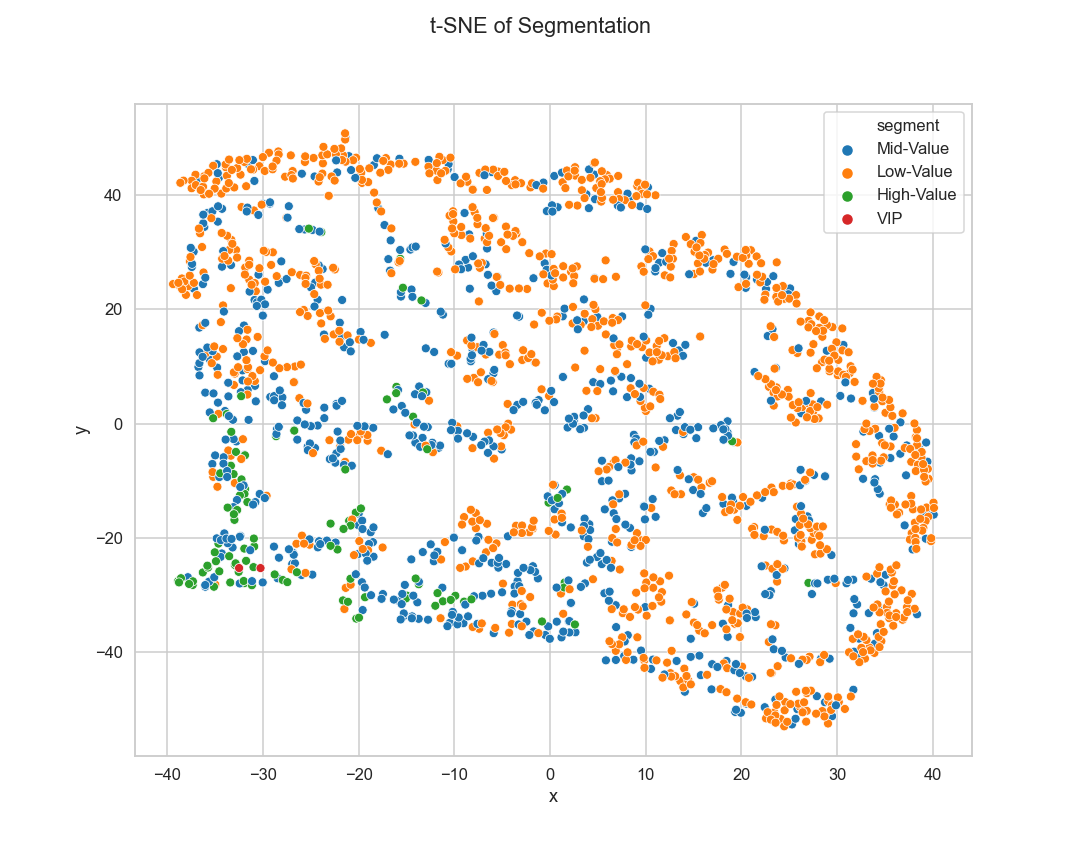 t-SNE of Segmentation
segment
Mid-Value
Low-Value
High-Value
VIP
y
40
20
0
−20
−40
−40 −30 −20 −10 0 10 20 30 40
x